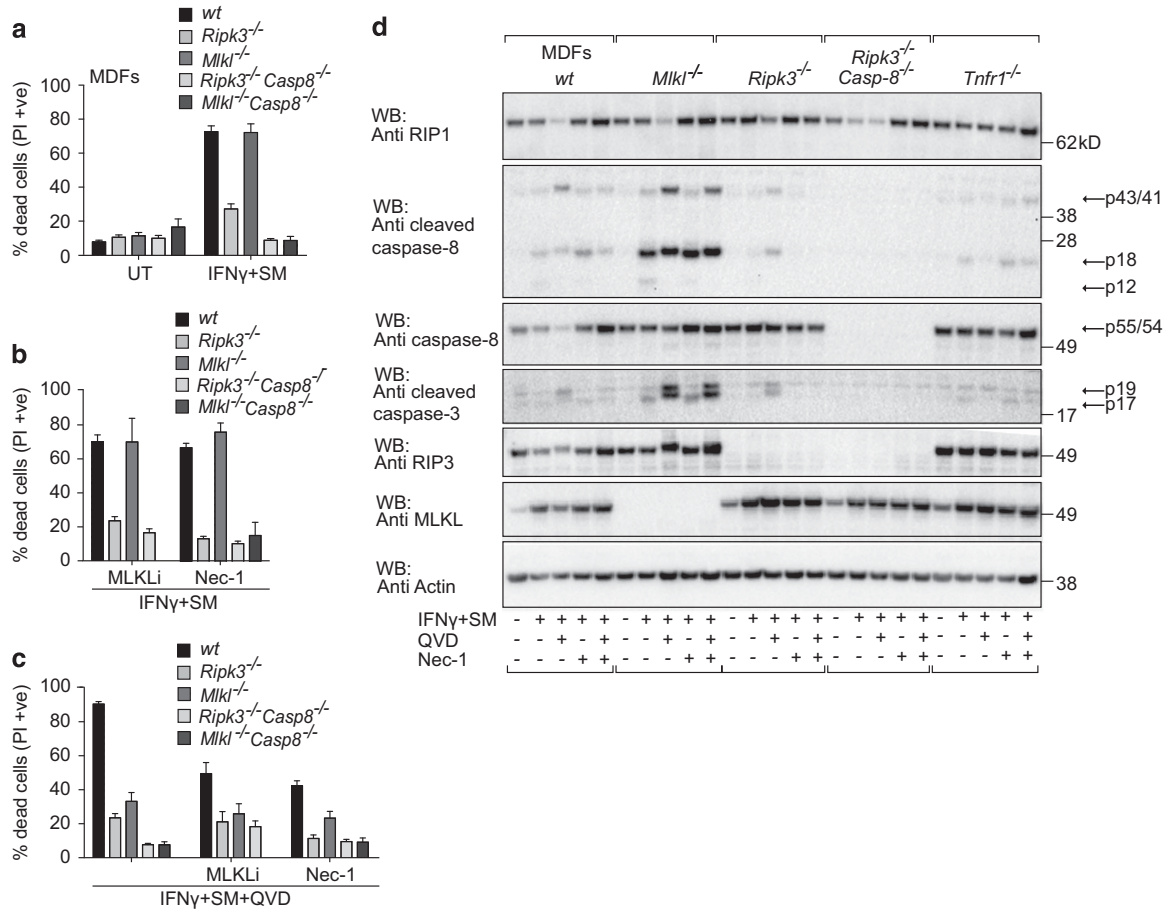 a
wt
Ripk3-/-
Mlkl-/-
Ripk3-/-Casp8-/-
Mlkl-/-Casp8-/-
MDFs
% dead cells (PI +ve)
100
80
60
40
20
0
UT
IFNγ+SM
b
wt
Ripk3-/-
Mlkl-/-
Ripk3-/-Casp8-/-
Mlkl-/-Casp8-/-
% dead cells (PI +ve)
100
80
60
40
20
0
MLKLi
Nec-1
IFNγ+SM
c
wt
Ripk3-/-
Mlkl-/-
Ripk3-/-Casp8-/-
Mlkl-/-Casp8-/-
% dead cells (PI +ve)
100
80
60
40
20
0
MLKLi
Nec-1
IFNγ+SM+QVD
d
MDFs
wt
Mlkl-/-
Ripk3-/-
Ripk3-/-
Casp-8-/-
Tnfr1-/-
WB:
Anti RIP1
62kD
WB:
Anti cleaved
caspase-8
←p43/41
38
28
←p18
←p12
WB:
Anti caspase-8
←p55/54
49
WB:
Anti cleaved
caspase-3
←p19
←p17
17
WB:
Anti RIP3
49
WB:
Anti MLKL
49
WB:
Anti Actin
38
IFNγ+SM - + + + + - + + + + - + + + + - + + + + - + + + +
QVD - - + - + - - + - + - - + - + - - + - + - - + - +
Nec-1 - - - + + - - - + + - - - + + - - - + + - - - + +